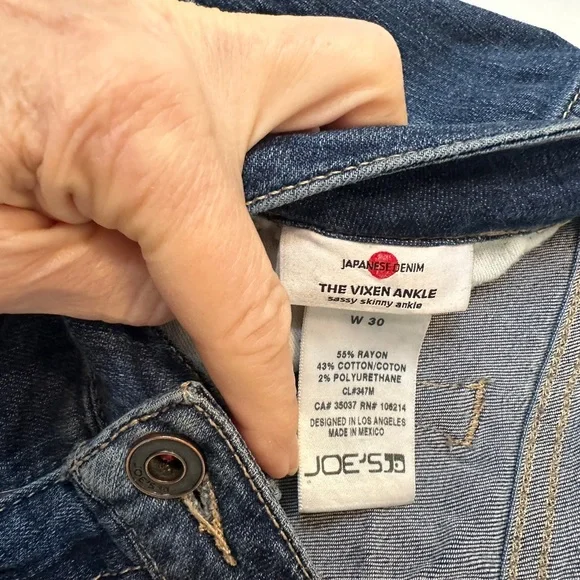 JAPANESE DENIM
THE VIXEN ANKLE
sassy skinny ankle
W 30
55% RAYON
43% COTTON/COTON
2% POLYURETHANE
CL#347M
CA# 35037 RN# 106214
DESIGNED IN LOS ANGELES
MADE IN MEXICO
JOE'S